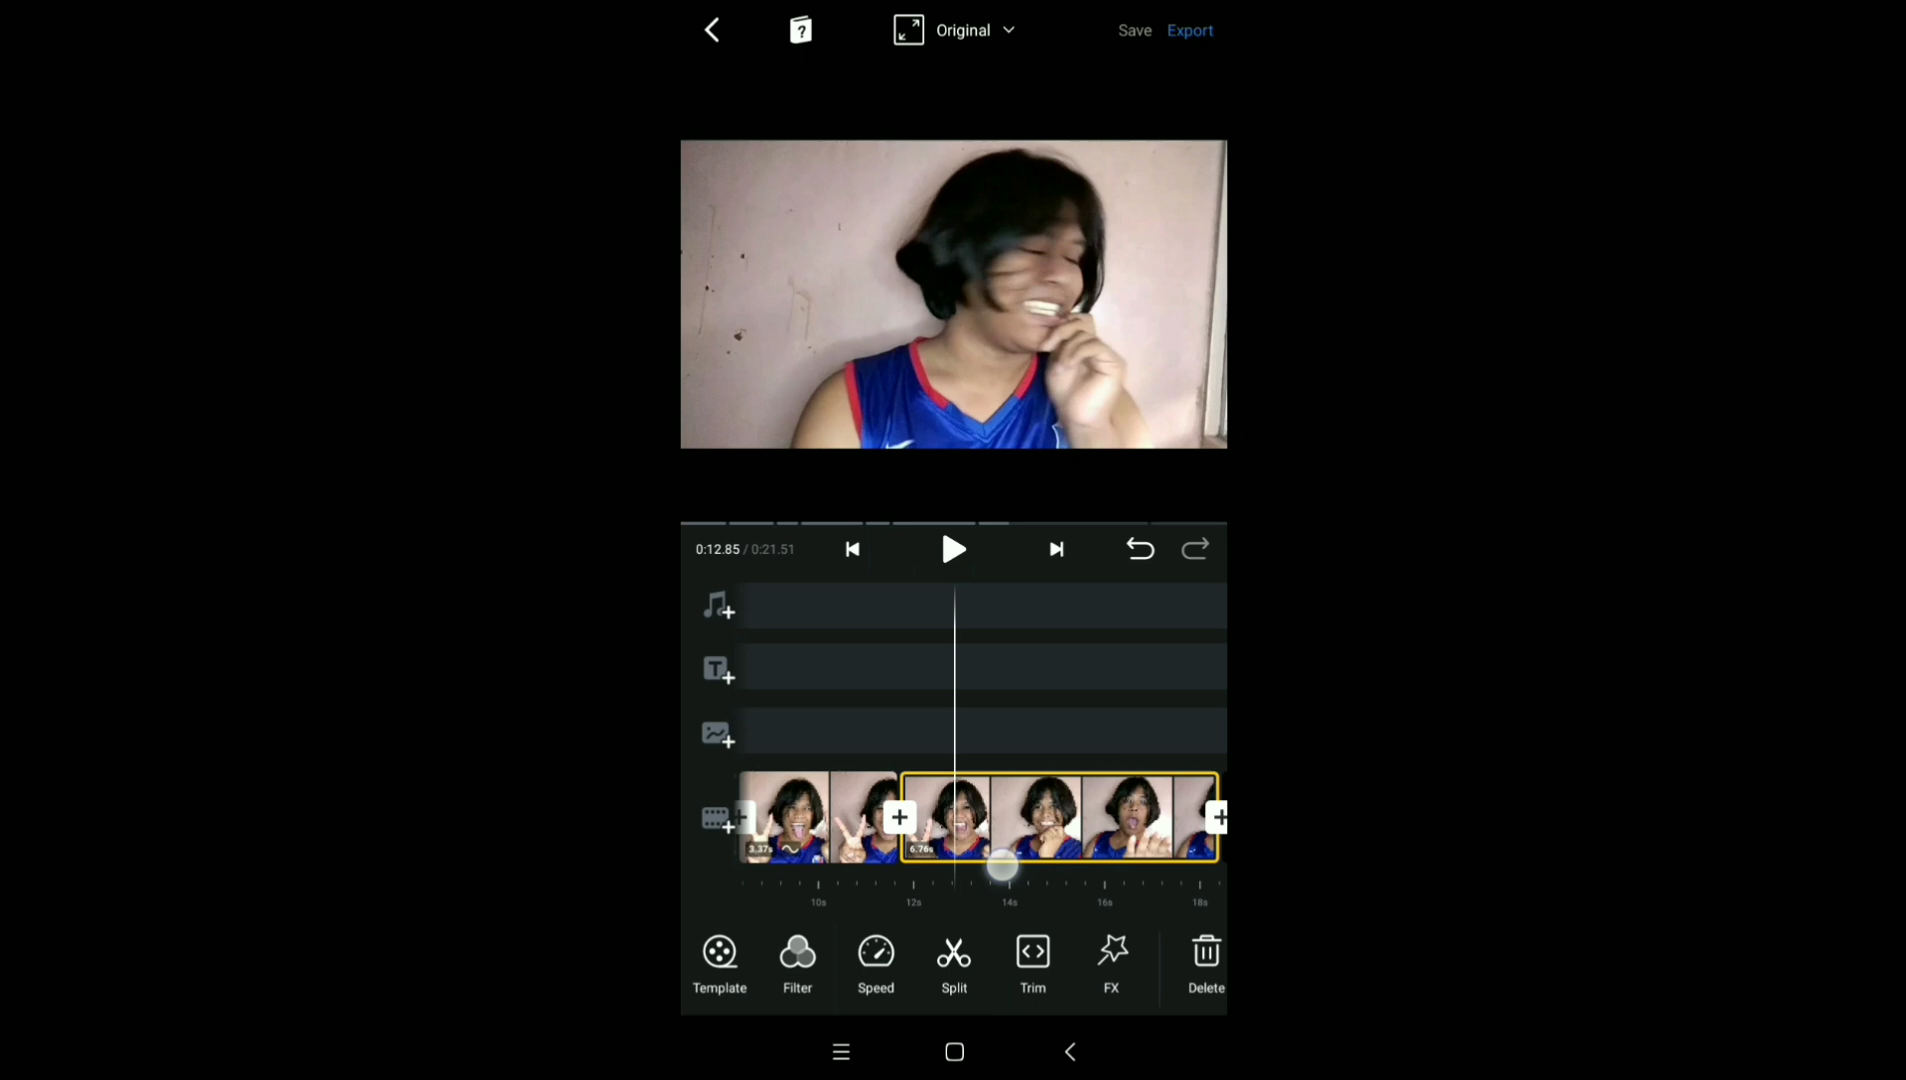 ?
Original
Save Export
0:12.85 / 0:21.51
T
3.37s
6.76s
10s 12s 14s 16s 18s
Template Filter Speed Split Trim FX Delete